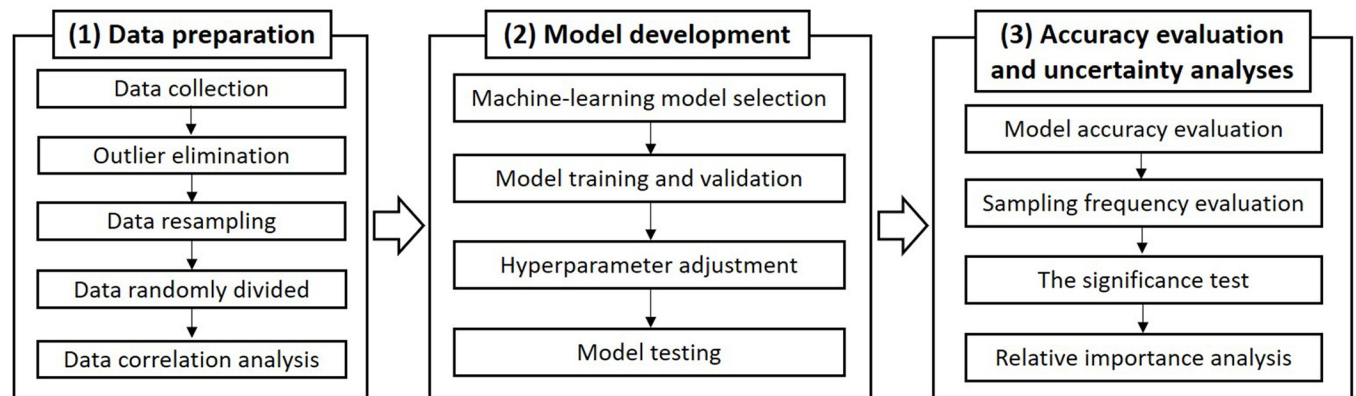 (1) Data preparation
Data collection
Outlier elimination
Data resampling
Data randomly divided
Data correlation analysis
(2) Model development
Machine-learning model selection
Model training and validation
Hyperparameter adjustment
Model testing
(3) Accuracy evaluation
and uncertainty analyses
Model accuracy evaluation
Sampling frequency evaluation
The significance test
Relative importance analysis